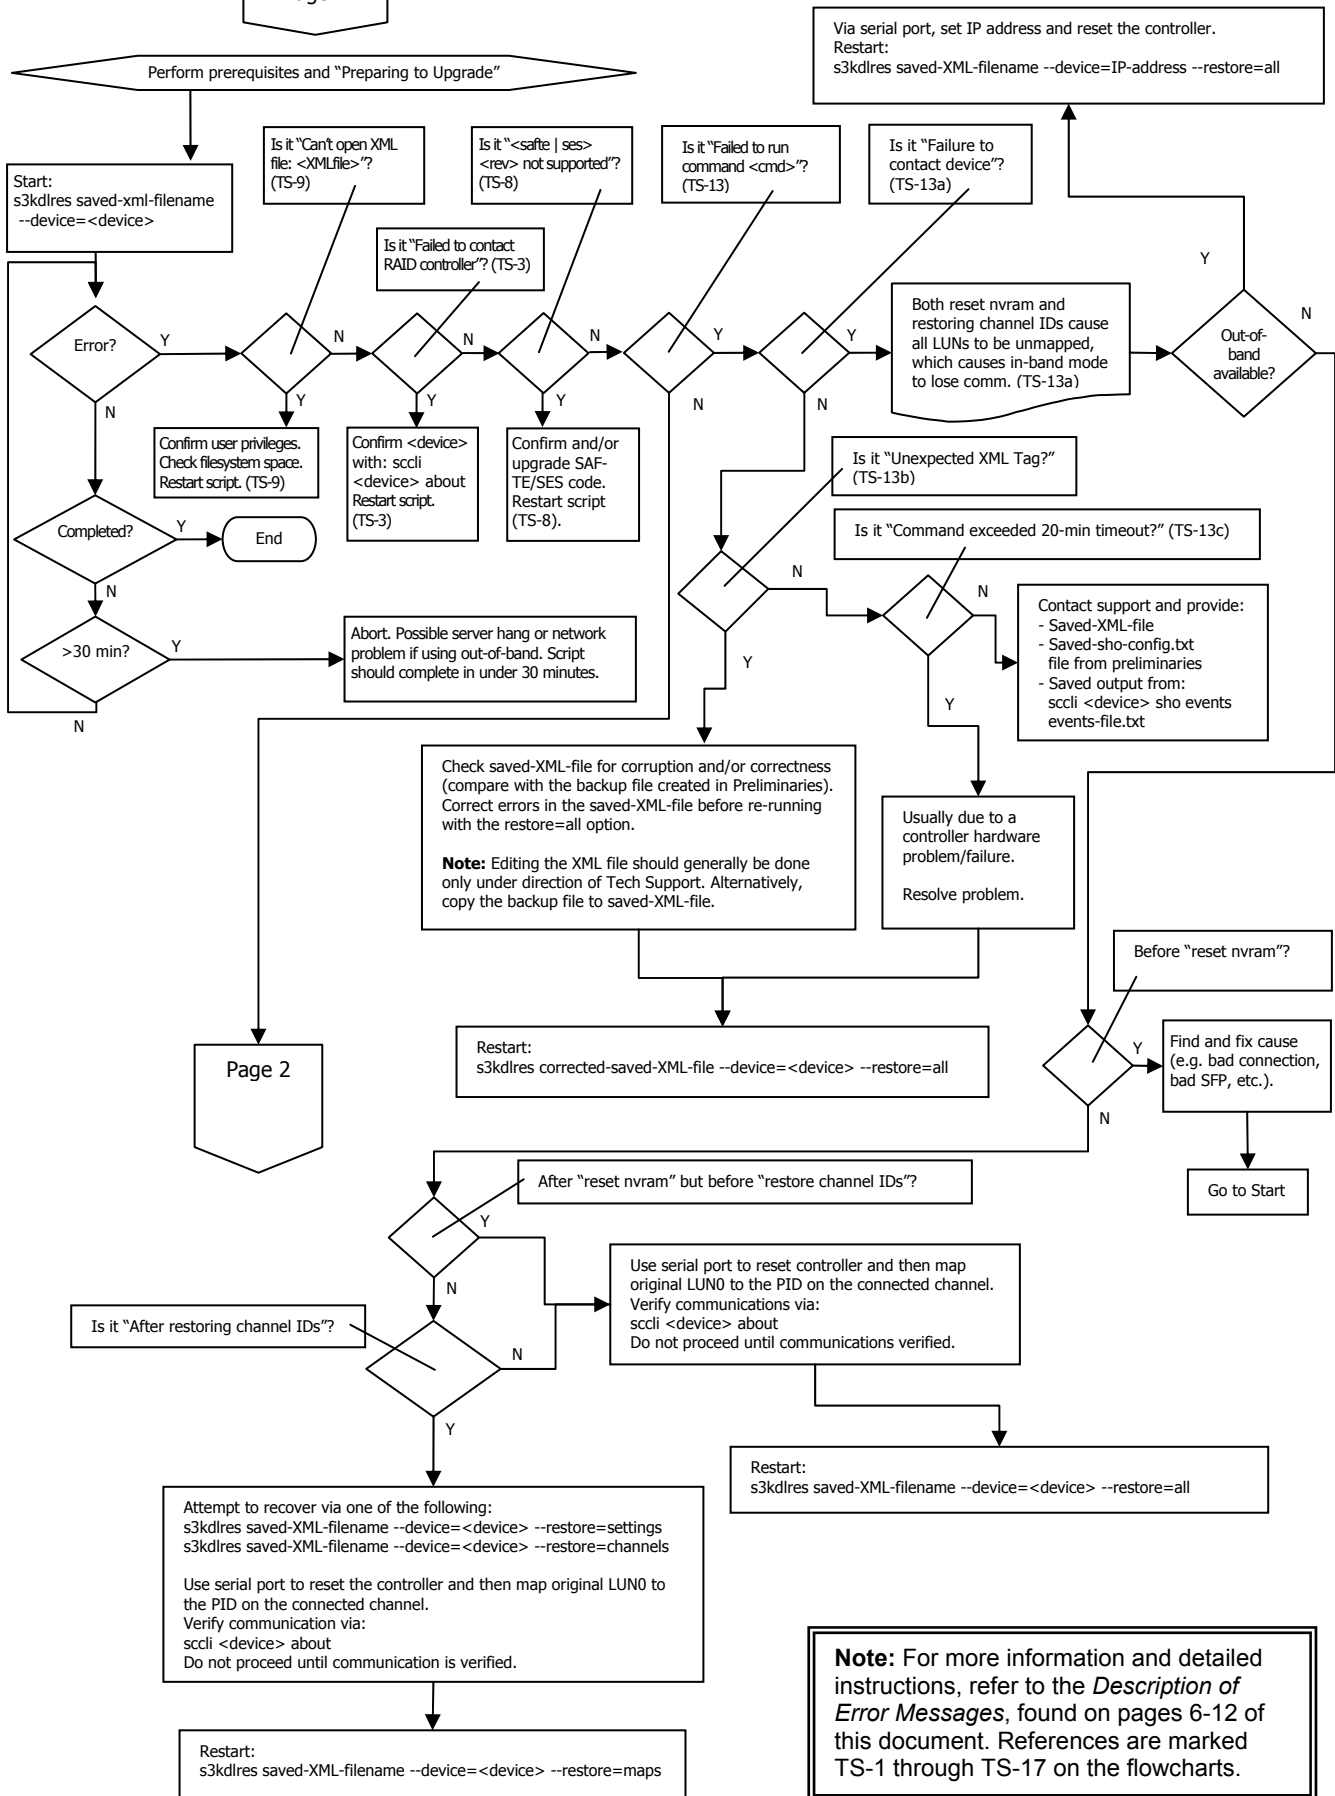 Via serial port, set IP address and reset the controller.
Restart:
s3kdlres saved-XML-filename --device=IP-address --restore=all
Perform prerequisites and “Preparing to Upgrade”
Start:
s3kdlres saved-xml-filename
--device=<device>
Is it “Can’t open XML
file: <XMLfile>”?
(TS-9)
Is it “Failed to contact
RAID controller”? (TS-3)
Is it “<safte | ses>
<rev> not supported”?
(TS-8)
Is it “Failed to run
command <cmd>”?
(TS-13)
Is it “Failure to
contact device”?
(TS-13a)
Error?
Y
N
N
N
N
Y
Y
Both reset nvram and
restoring channel IDs cause
all LUNs to be unmapped,
which causes in-band mode
to lose comm. (TS-13a)
Out-of-
band
available?
Y
N
Y
Y
Y
N
N
Confirm user privileges.
Check filesystem space.
Restart script. (TS-9)
Confirm <device>
with: sccli
<device> about
Restart script.
(TS-3)
Confirm and/or
upgrade SAF-
TE/SES code.
Restart script
(TS-8).
Is it “Unexpected XML Tag?”
(TS-13b)
Is it “Command exceeded 20-min timeout?” (TS-13c)
Completed?
Y
End
N
N
N
Contact support and provide:
- Saved-XML-file
- Saved-sho-config.txt
file from preliminaries
- Saved output from:
sccli <device> sho events
events-file.txt
>30 min?
Y
N
Abort. Possible server hang or network
problem if using out-of-band. Script
should complete in under 30 minutes.
Y
Y
Check saved-XML-file for corruption and/or correctness
(compare with the backup file created in Preliminaries).
Correct errors in the saved-XML-file before re-running
with the restore=all option.
Note: Editing the XML file should generally be done
only under direction of Tech Support. Alternatively,
copy the backup file to saved-XML-file.
Usually due to a
controller hardware
problem/failure.
Resolve problem.
Before “reset nvram”?
Page 2
Restart:
s3kdlres corrected-saved-XML-file --device=<device> --restore=all
Y
N
Find and fix cause
(e.g. bad connection,
bad SFP, etc.).
Go to Start
After “reset nvram” but before “restore channel IDs”?
Y
N
Use serial port to reset controller and then map
original LUN0 to the PID on the connected channel.
Verify communications via:
sccli <device> about
Do not proceed until communications verified.
Is it “After restoring channel IDs”?
N
Y
Restart:
s3kdlres saved-XML-filename --device=<device> --restore=all
Attempt to recover via one of the following:
s3kdlres saved-XML-filename --device=<device> --restore=settings
s3kdlres saved-XML-filename --device=<device> --restore=channels
Use serial port to reset the controller and then map original LUN0 to
the PID on the connected channel.
Verify communication via:
sccli <device> about
Do not proceed until communication is verified.
Restart:
s3kdlres saved-XML-filename --device=<device> --restore=maps
Note: For more information and detailed
instructions, refer to the Description of
Error Messages, found on pages 6-12 of
this document. References are marked
TS-1 through TS-17 on the flowcharts.